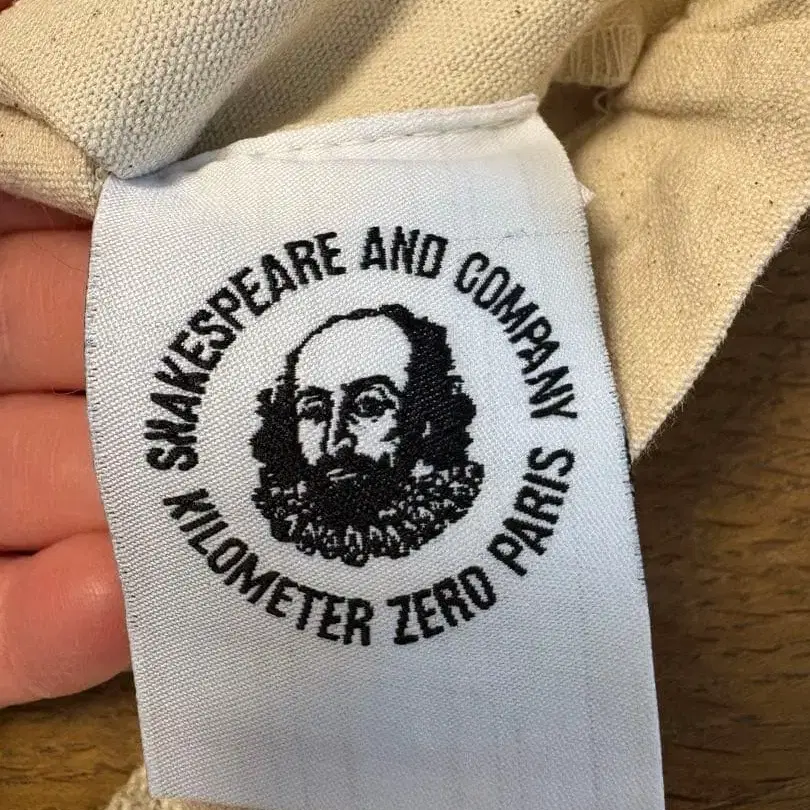 SHAKESPEARE AND COMPANY
KILOMETER ZERO PARIS